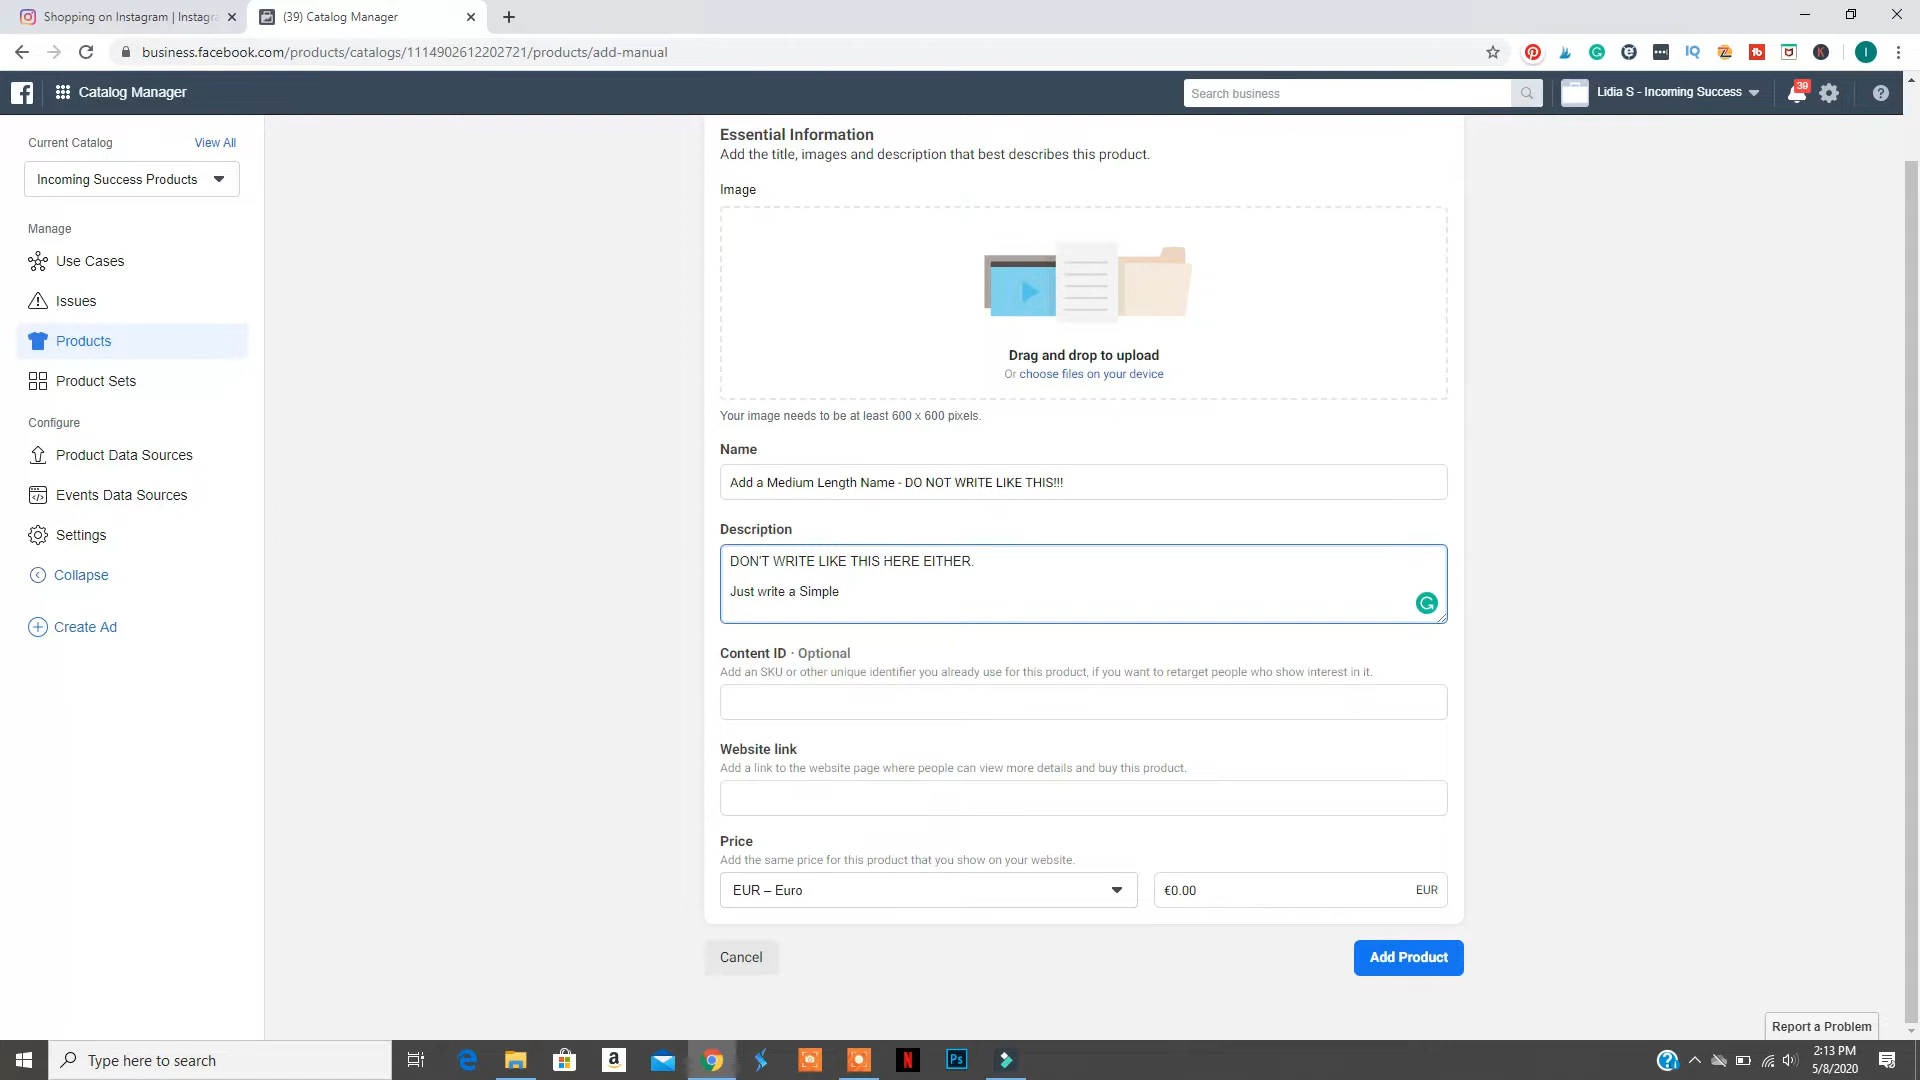 Shopping on Instagram | Instagra
(39) Catalog Manager
business.facebook.com/products/catalogs/1114902612202721/products/add-manual
Catalog Manager
Search business
Lidia S - Incoming Success
39
Current Catalog
View All
Incoming Success Products
Manage
Use Cases
Issues
Products
Product Sets
Configure
Product Data Sources
Events Data Sources
Settings
Collapse
Create Ad
Essential Information
Add the title, images and description that best describes this product.
Image
Drag and drop to upload
Or choose files on your device
Your image needs to be at least 600 x 600 pixels.
Name
Add a Medium Length Name - DO NOT WRITE LIKE THIS!!!
Description
DON'T WRITE LIKE THIS HERE EITHER.
Just write a Simple
Content ID · Optional
Add an SKU or other unique identifier you already use for this product, if you want to retarget people who show interest in it.
Website link
Add a link to the website page where people can view more details and buy this product.
Price
Add the same price for this product that you show on your website.
EUR – Euro
€0.00
EUR
Cancel
Add Product
Report a Problem
Type here to search
2:13 PM
5/8/2020